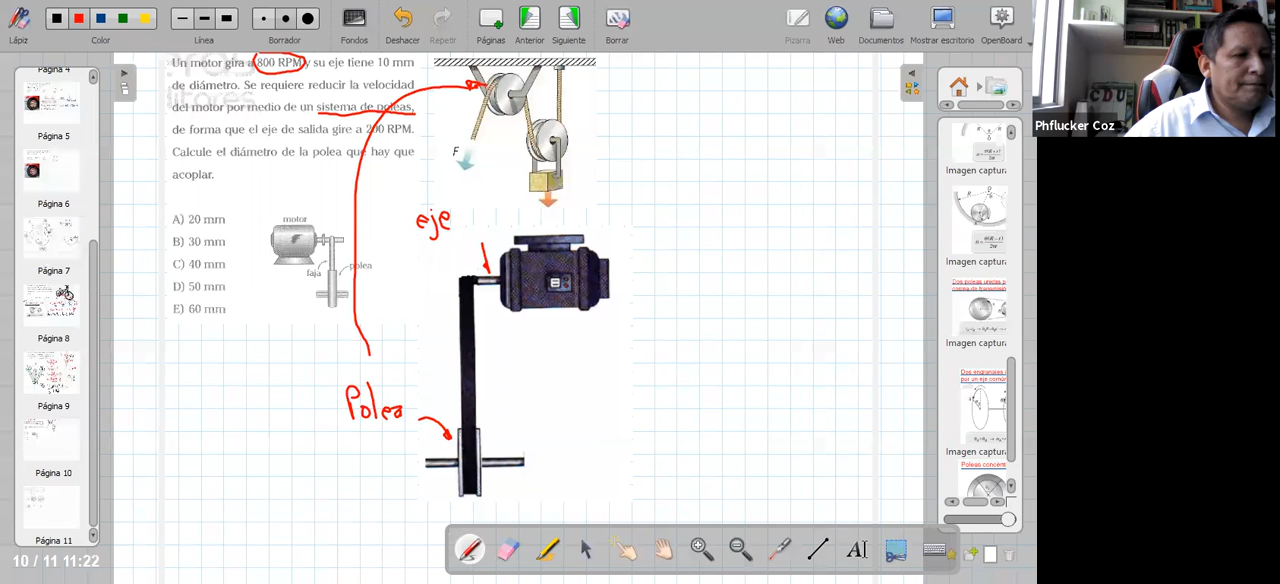 Lápiz
Color
Línea
Borrador
Fondos
Deshacer
Repetir
Páginas
Anterior
Siguiente
Borrar
Pizarra
Web
Documentos
Mostrar escritorio
OpenBoard
Página 4
Página 5
Página 6
Página 7
Página 8
Página 9
Página 10
Página 11
10 / 11 11:22
Un motor gira a 800 RPM y su eje tiene 10 mm
de diámetro. Se requiere reducir la velocidad
del motor por medio de un sistema de poleas,
de forma que el eje de salida gire a 200 RPM.
Calcule el diámetro de la polea que hay que
acoplar.
A) 20 mm
B) 30 mm
C) 40 mm
D) 50 mm
E) 60 mm
motor
faja
polea
F
eje
Polea
Imagen captura
Imagen captura
Dos poleas unidas p
correa de transmisió
Imagen captura
Dos engranajes
por un eje común
Imagen captura
Poleas concént
Phflucker Coz